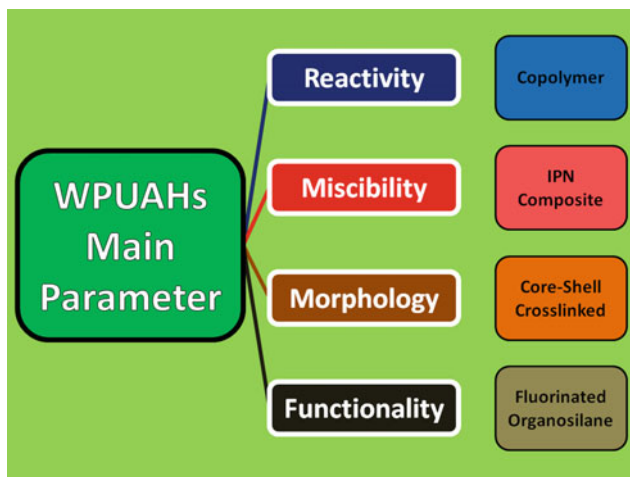 WPUAHs
Main
Parameter
Reactivity
Copolymer
Miscibility
IPN
Composite
Morphology
Core-Shell
Crosslinked
Functionality
Fluorinated
Organosilane